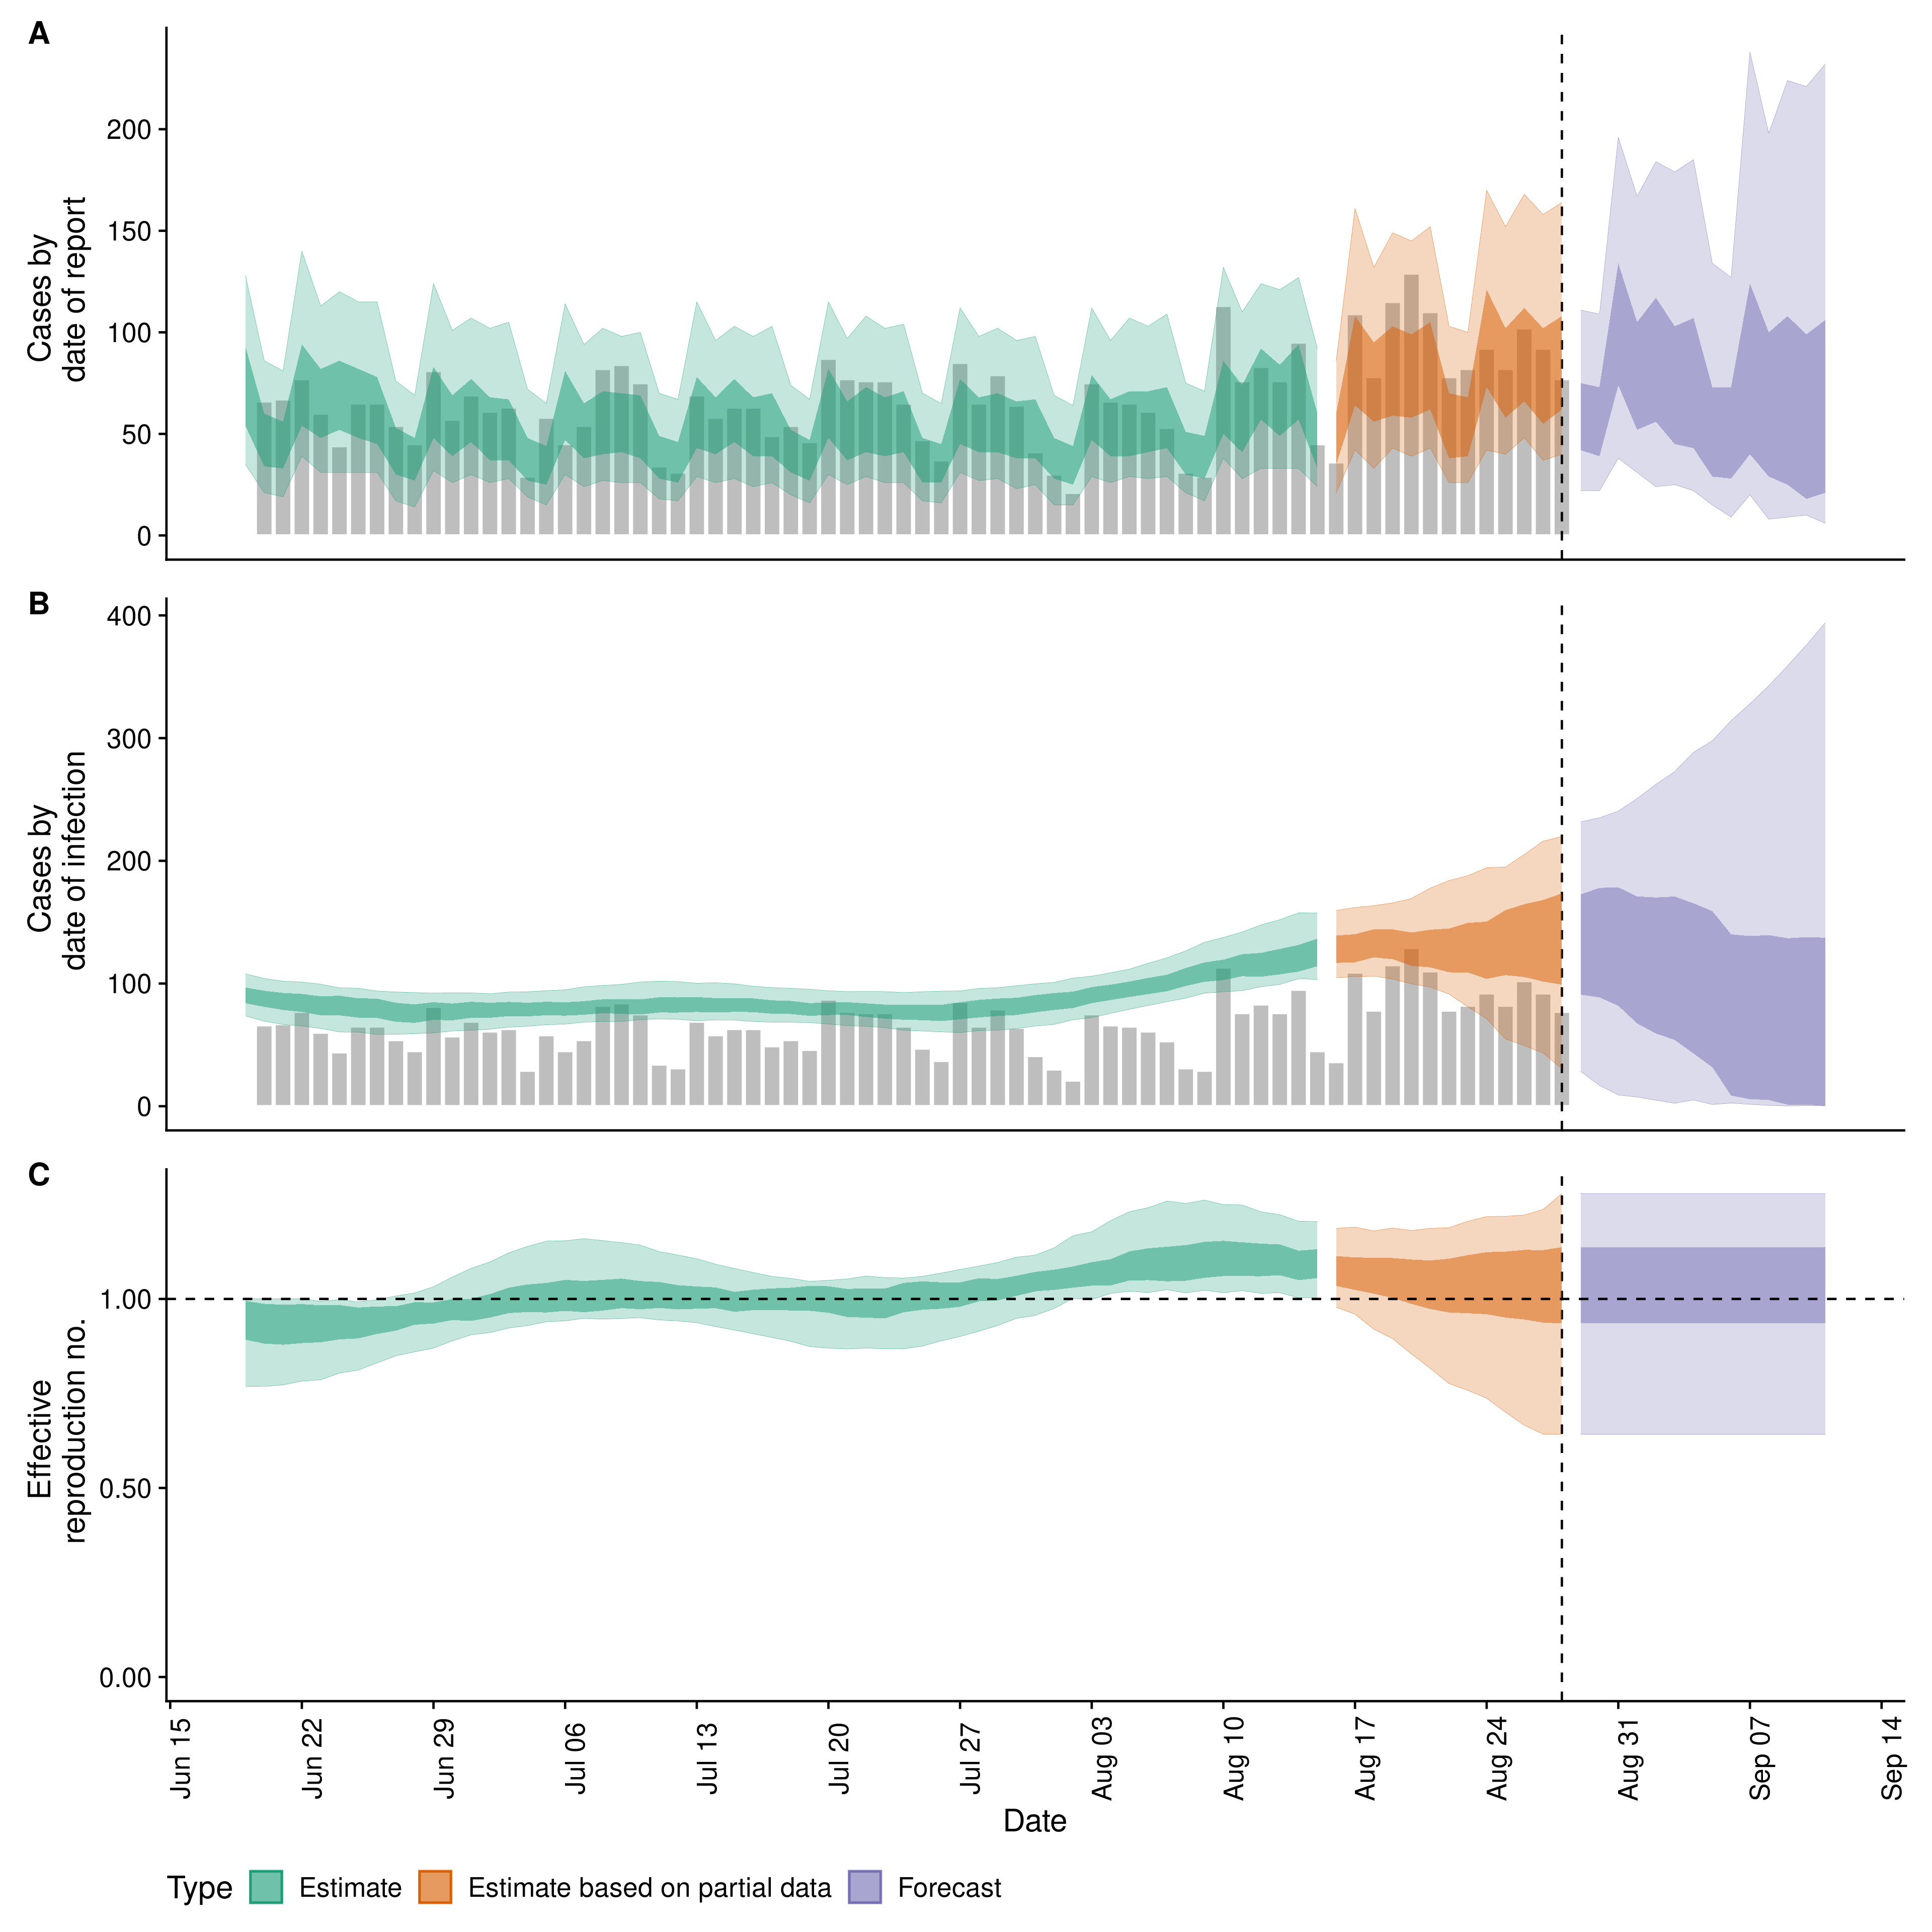 A
Cases by
date of report
200
150
100
50
0
B
Cases by
date of infection
400
300
200
100
0
C
Effective
reproduction no.
1.00
0.50
0.00
Jun 15
Jun 22
Jun 29
Jul 06
Jul 13
Jul 20
Jul 27
Aug 03
Aug 10
Aug 17
Aug 24
Aug 31
Sep 07
Sep 14
Date
Type Estimate Estimate based on partial data Forecast